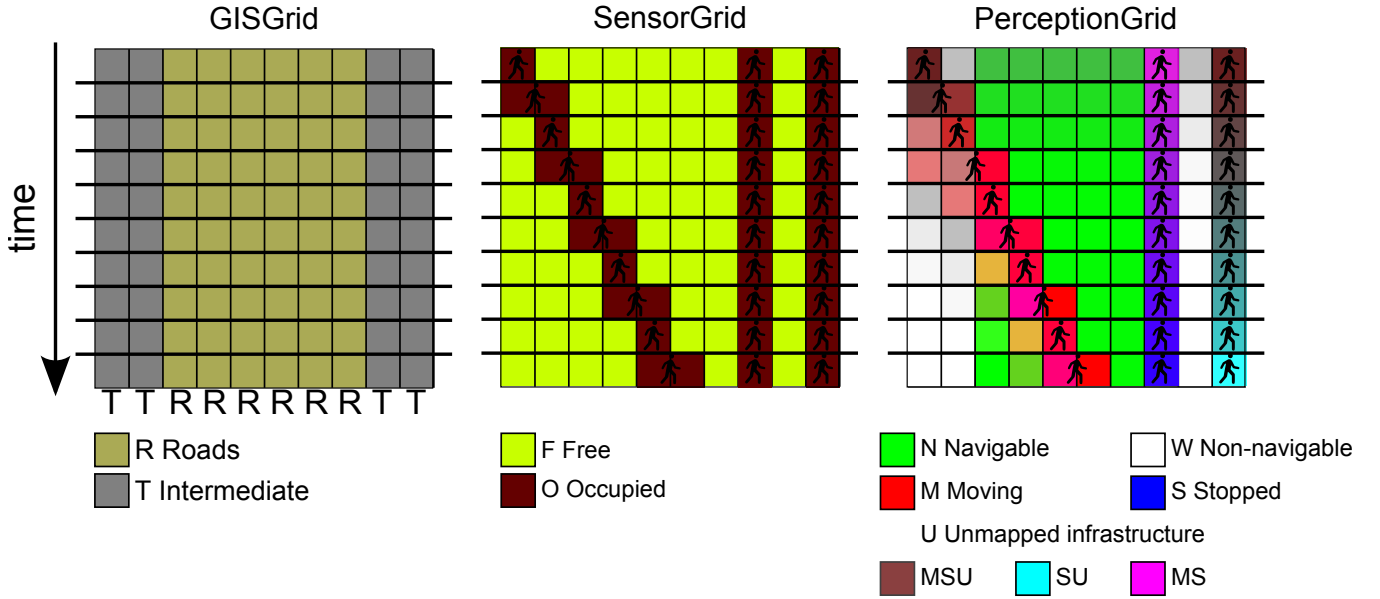 GISGrid
SensorGrid
PerceptionGrid
time
T T R R R R R R T T
R Roads
T Intermediate
F Free
O Occupied
N Navigable
W Non-navigable
M Moving
S Stopped
U Unmapped infrastructure
MSU
SU
MS